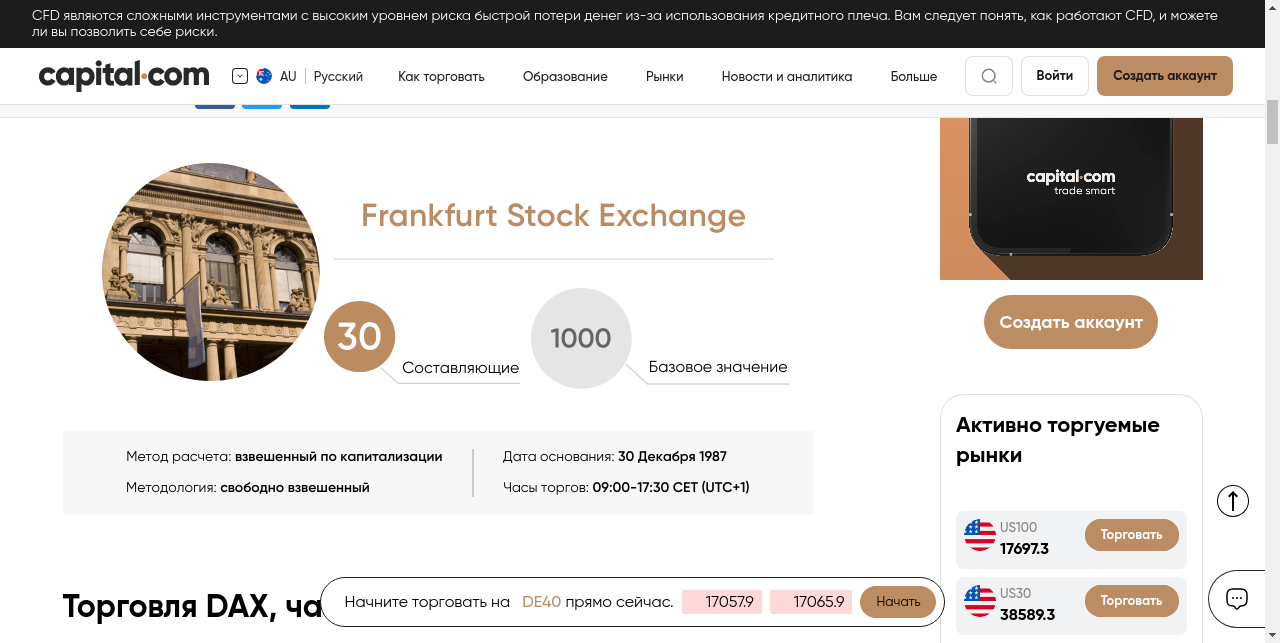 CFD являются сложными инструментами с высоким уровнем риска быстрой потери денег из-за использования кредитного плеча. Вам следует понять, как работают CFD, и можете
ли вы позволить себе риски.
capital.com
AU
Русский
Как торговать
Образование
Рынки
Новости и аналитика
Больше
Войти
Создать аккаунт
Frankfurt Stock Exchange
30
Составляющие
1000
Базовое значение
Метод расчета: взвешенный по капитализации
Методология: свободно взвешенный
Дата основания: 30 Декабря 1987
Часы торгов: 09:00-17:30 CET (UTC+1)
Торговля DAX, ча
Начните торговать на DE40 прямо сейчас.
17057.9
17065.9
Начать
capital.com
trade smart
Создать аккаунт
Активно торгуемые
рынки
US100
17697.3
Торговать
US30
38589.3
Торговать